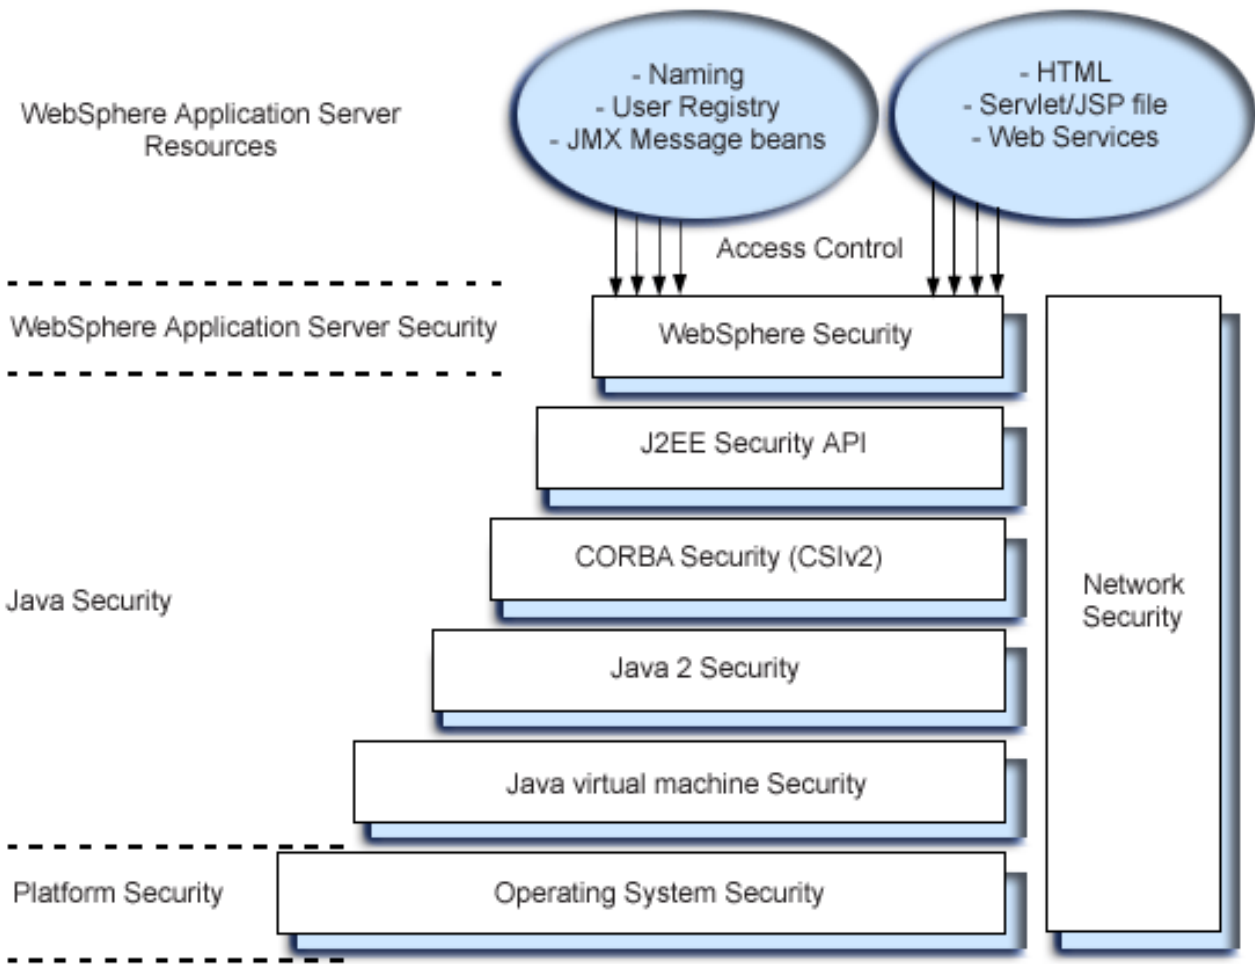 WebSphere Application Server
Resources
- Naming
- User Registry
- JMX Message beans
- HTML
- Servlet/JSP file
- Web Services
Access Control
WebSphere Application Server Security
WebSphere Security
J2EE Security API
CORBA Security (CSIv2)
Java Security
Java 2 Security
Java virtual machine Security
Platform Security
Operating System Security
Network
Security